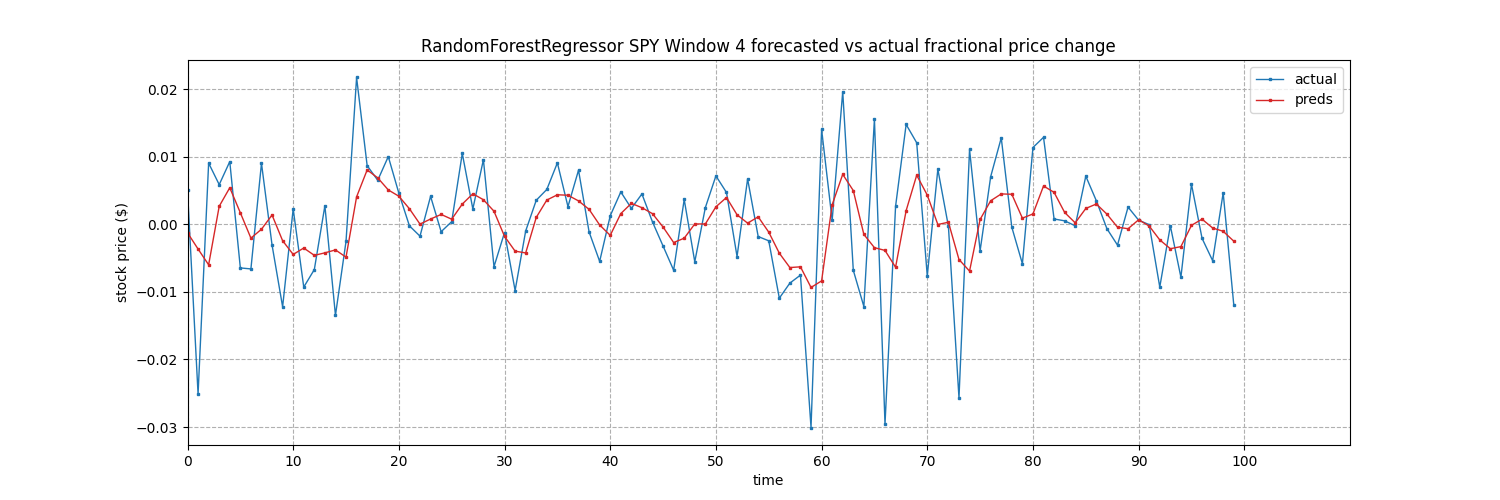 RandomForestRegressor SPY Window 4 forecasted vs actual fractional price change
actual
preds
stock price ($)
0.02
0.01
0.00
−0.01
−0.02
−0.03
0 10 20 30 40 50 60 70 80 90 100
time